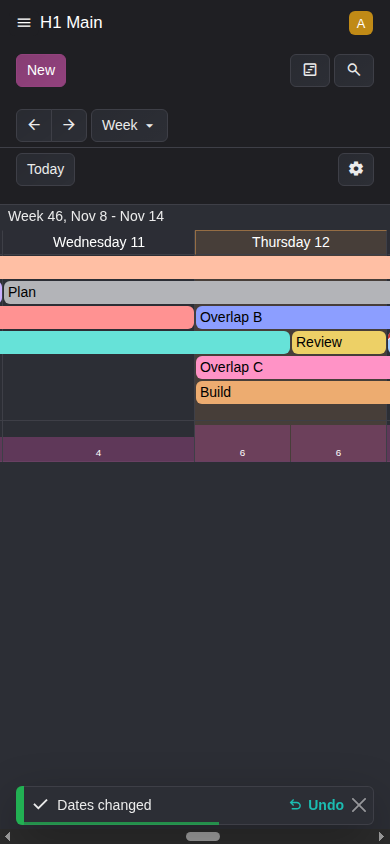 H1 Main
A
New
Week
Today
Week 46, Nov 8 - Nov 14
Wednesday 11
Thursday 12
Plan
Overlap B
Review
Overlap C
Build
4
6
6
Dates changed
Undo